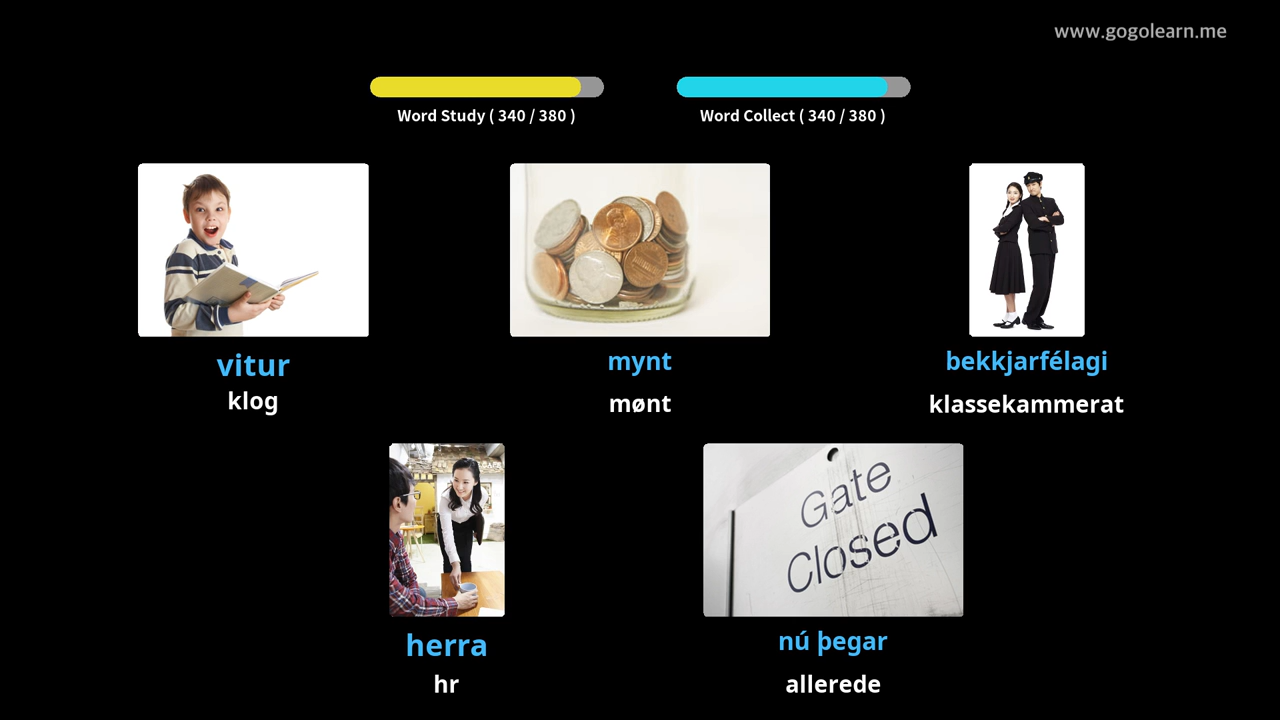 www.gogolearn.me
Word Study ( 340 / 380 )
Word Collect ( 340 / 380 )
vitur
klog
mynt
mønt
bekkjarfélagi
klassekammerat
herra
hr
Gate
Closed
nú þegar
allerede